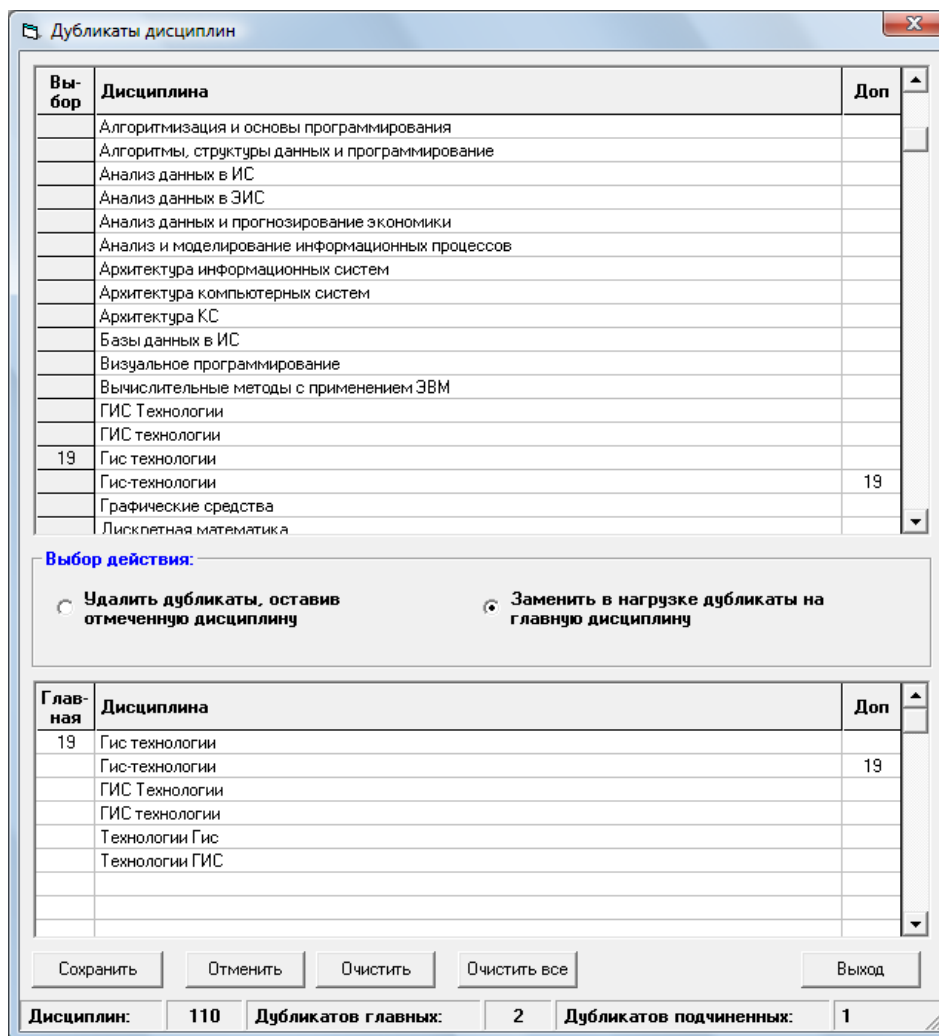 Дубликаты дисциплин
Вы-
бор Дисциплина Доп
Алгоритмизация и основы программирования
Алгоритмы, структуры данных и программирование
Анализ данных в ИС
Анализ данных в ЭИС
Анализ данных и прогнозирование экономики
Анализ и моделирование информационных процессов
Архитектура информационных систем
Архитектура компьютерных систем
Архитектура КС
Базы данных в ИС
Визуальное программирование
Вычислительные методы с применением ЭВМ
ГИС Технологии
ГИС технологии
19 Гис технологии
Гис-технологии 19
Графические средства
Дискретная математика
Выбор действия:
Удалить дубликаты, оставив
отмеченную дисциплину
Заменить в нагрузке дубликаты на
главную дисциплину
Глав-
ная Дисциплина Доп
19 Гис технологии
Гис-технологии 19
ГИС Технологии
ГИС технологии
Технологии Гис
Технологии ГИС
Сохранить Отменить Очистить Очистить все Выход
Дисциплин: 110 Дубликатов главных: 2 Дубликатов подчиненных: 1